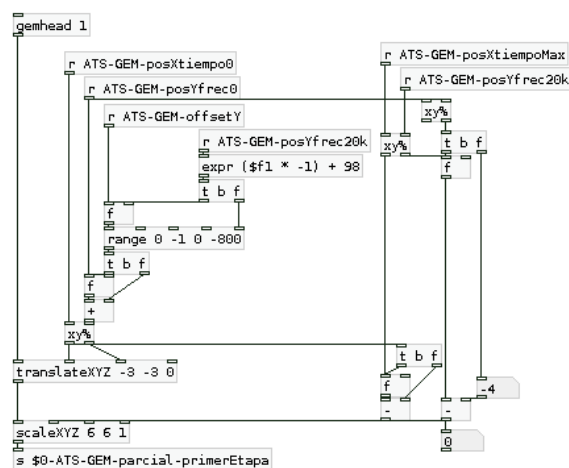 gemhead 1
r ATS-GEM-posXtiempo0
r ATS-GEM-posXtiempoMax
r ATS-GEM-posYfrec0
r ATS-GEM-posYfrec20k
xy%
r ATS-GEM-offsetY
r ATS-GEM-posYfrec20k
xy%
t b f
expr ($f1 * -1) + 98
f
t b f
f
range 0 -1 0 -800
t b f
f
+
xy%
t b f
translateXYZ -3 -3 0
f
-4
-
-
scaleXYZ 6 6 1
0
s $0-ATS-GEM-parcial-primerEtapa